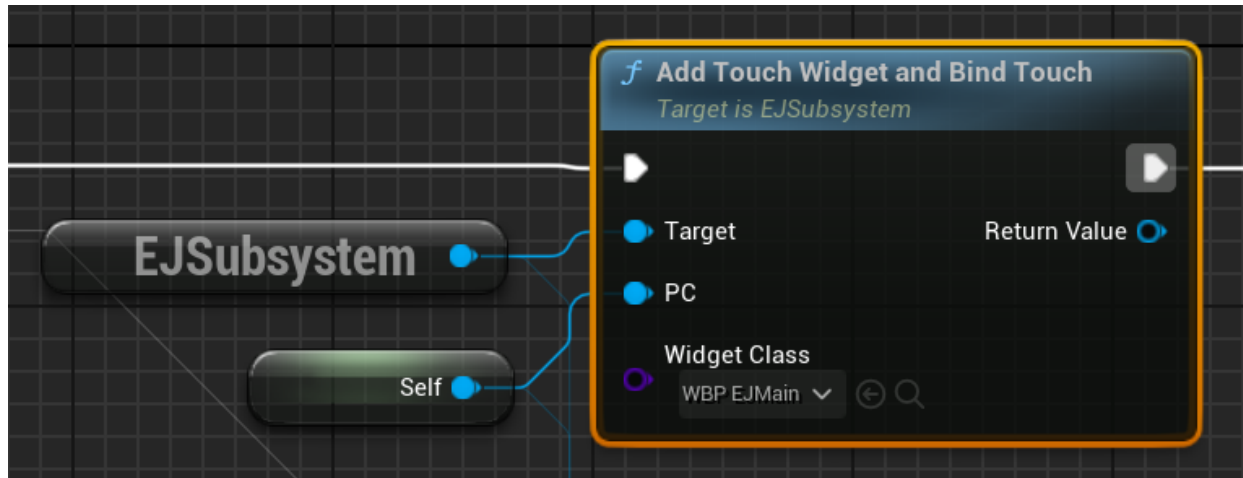 Add Touch Widget and Bind Touch
Target is EJSubsystem
EJSubsystem
Target
Return Value
PC
Self
Widget Class
WBP EJMain